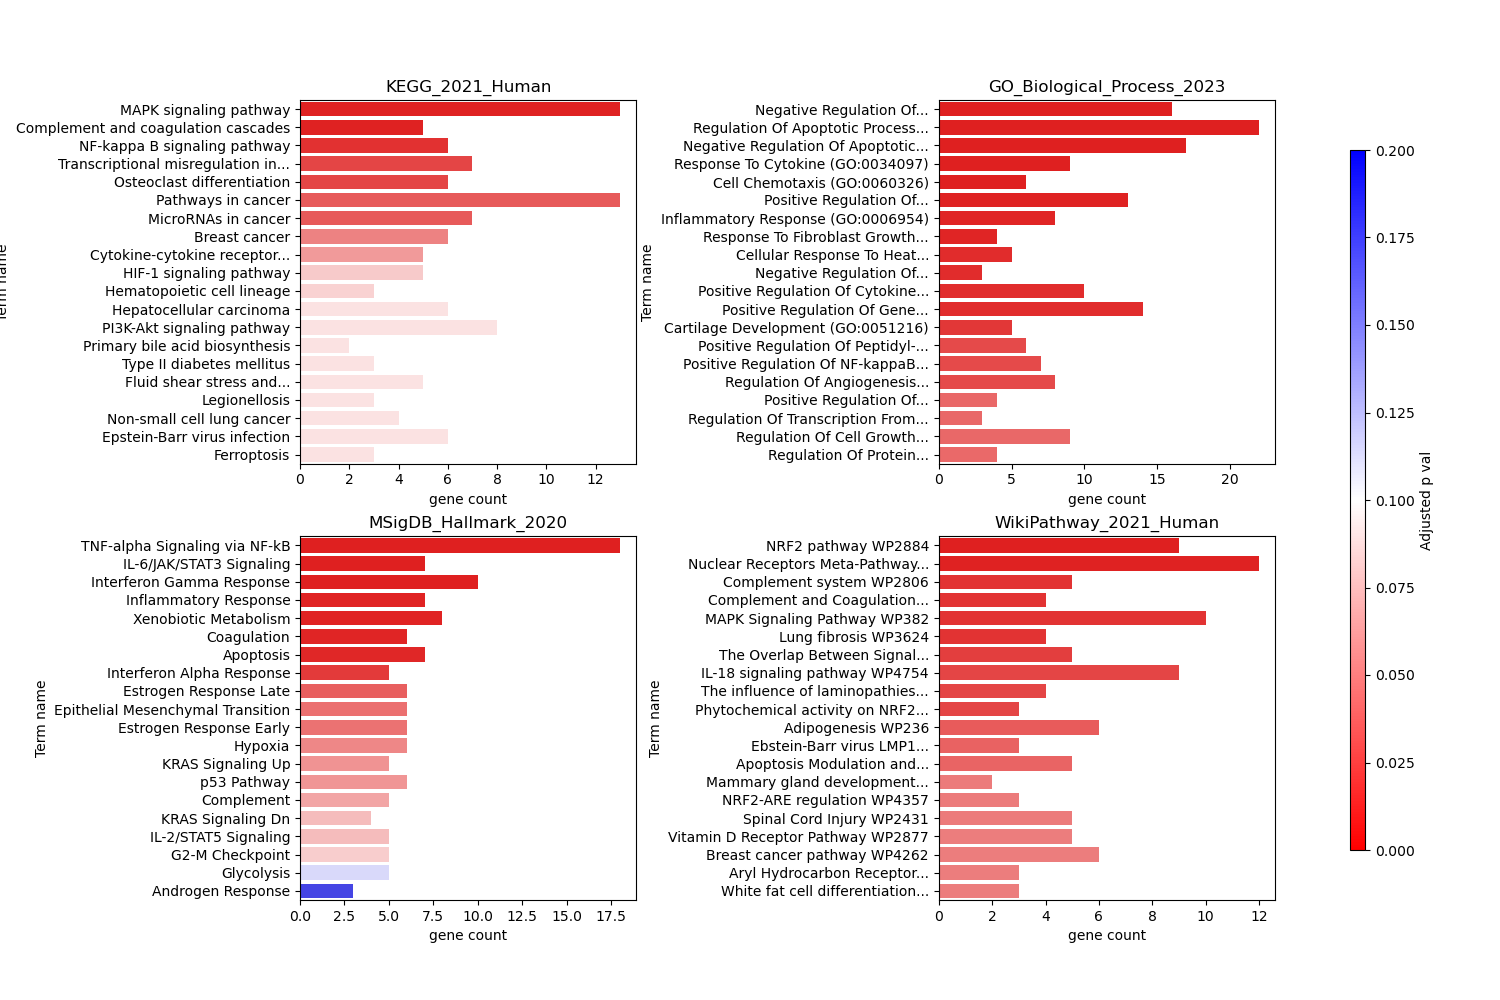 KEGG_2021_Human
MAPK signaling pathway
Complement and coagulation cascades
NF-kappa B signaling pathway
Transcriptional misregulation in...
Osteoclast differentiation
Pathways in cancer
MicroRNAs in cancer
Breast cancer
Cytokine-cytokine receptor...
HIF-1 signaling pathway
Hematopoietic cell lineage
Hepatocellular carcinoma
PI3K-Akt signaling pathway
Primary bile acid biosynthesis
Type II diabetes mellitus
Fluid shear stress and...
Legionellosis
Non-small cell lung cancer
Epstein-Barr virus infection
Ferroptosis
Term name
0 2 4 6 8 10 12
gene count
GO_Biological_Process_2023
Negative Regulation Of...
Regulation Of Apoptotic Process...
Negative Regulation Of Apoptotic...
Response To Cytokine (GO:0034097)
Cell Chemotaxis (GO:0060326)
Positive Regulation Of...
Inflammatory Response (GO:0006954)
Response To Fibroblast Growth...
Cellular Response To Heat...
Negative Regulation Of...
Positive Regulation Of Cytokine...
Positive Regulation Of Gene...
Cartilage Development (GO:0051216)
Positive Regulation Of Peptidyl-...
Positive Regulation Of NF-kappaB...
Regulation Of Angiogenesis...
Positive Regulation Of...
Regulation Of Transcription From...
Regulation Of Cell Growth...
Regulation Of Protein...
Term name
0 5 10 15 20
gene count
MSigDB_Hallmark_2020
TNF-alpha Signaling via NF-kB
IL-6/JAK/STAT3 Signaling
Interferon Gamma Response
Inflammatory Response
Xenobiotic Metabolism
Coagulation
Apoptosis
Interferon Alpha Response
Estrogen Response Late
Epithelial Mesenchymal Transition
Estrogen Response Early
Hypoxia
KRAS Signaling Up
p53 Pathway
Complement
KRAS Signaling Dn
IL-2/STAT5 Signaling
G2-M Checkpoint
Glycolysis
Androgen Response
Term name
0.0 2.5 5.0 7.5 10.0 12.5 15.0 17.5
gene count
WikiPathway_2021_Human
NRF2 pathway WP2884
Nuclear Receptors Meta-Pathway...
Complement system WP2806
Complement and Coagulation...
MAPK Signaling Pathway WP382
Lung fibrosis WP3624
The Overlap Between Signal...
IL-18 signaling pathway WP4754
The influence of laminopathies...
Phytochemical activity on NRF2...
Adipogenesis WP236
Ebstein-Barr virus LMP1...
Apoptosis Modulation and...
Mammary gland development...
NRF2-ARE regulation WP4357
Spinal Cord Injury WP2431
Vitamin D Receptor Pathway WP2877
Breast cancer pathway WP4262
Aryl Hydrocarbon Receptor...
White fat cell differentiation...
Term name
0 2 4 6 8 10 12
gene count
0.200
0.175
0.150
0.125
0.100
0.075
0.050
0.025
0.000
Adjusted p val